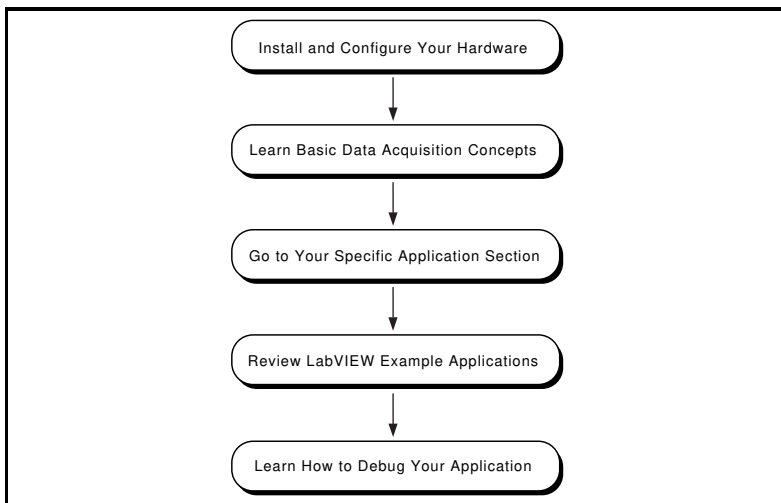 Install and Configure Your Hardware
Learn Basic Data Acquisition Concepts
Go to Your Specific Application Section
Review LabVIEW Example Applications
Learn How to Debug Your Application